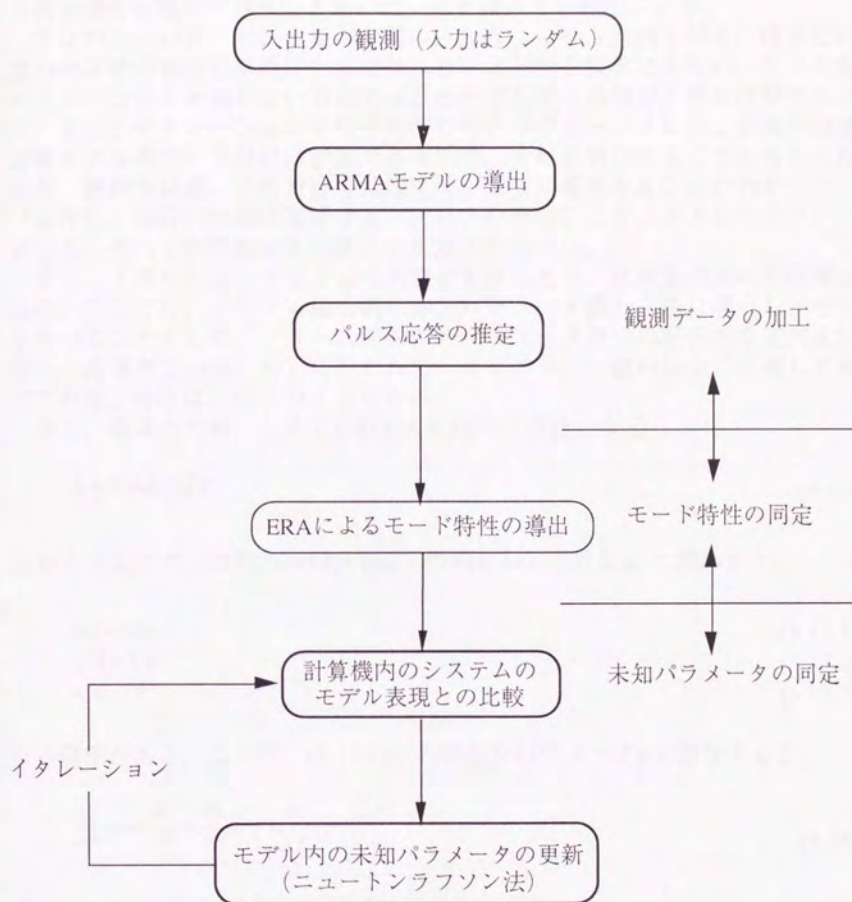 入出力の観測（入力はランダム）
ARMAモデルの導出
パルス応答の推定
観測データの加工
ERAによるモード特性の導出
モード特性の同定
計算機内のシステムの
モデル表現との比較
未知パラメータの同定
イタレーション
モデル内の未知パラメータの更新
(ニュートンラフソン法)